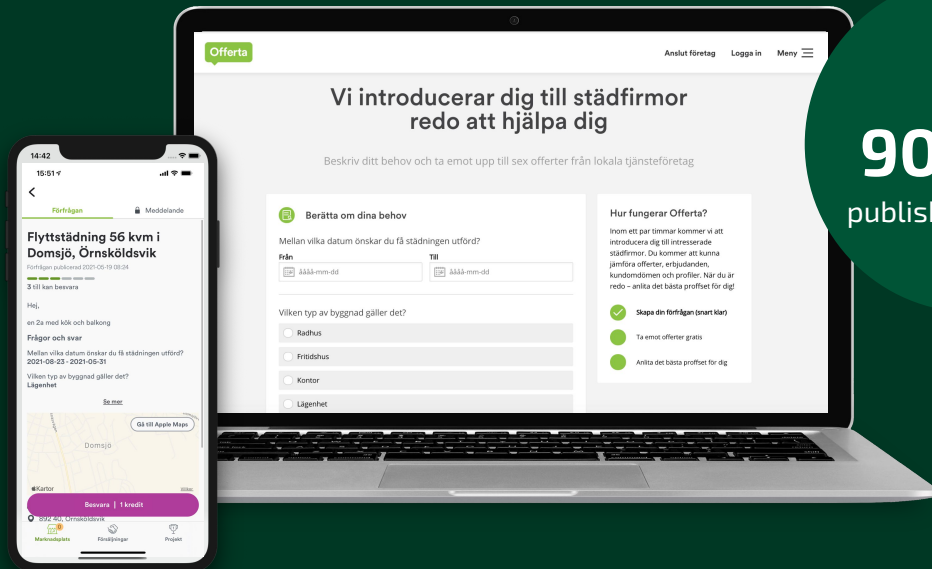 Offerta
Anslut företag
Logga in
Meny
Vi introducerar dig till städfirmor
redo att hjälpa dig
Beskriv ditt behov och ta emot upp till sex offerter från lokala tjänsteföretag
Berätta om dina behov
Mellan vilka datum önskar du få städningen utförd?
Från
Till
åååå-mm-dd
åååå-mm-dd
Vilken typ av byggnad gäller det?
Radhus
Fritidshus
Kontor
Lägenhet
Hur fungerar Offerta?
Inom ett par timmar kommer vi att
introducera dig till intresserade
städfirmor. Du kommer att kunna
jämföra offerter, erbjudanden,
kundomdömen och profiler. När du är
redo – anlita det bästa proffset för dig!
Skapa din förfrågan (snart klar)
Ta emot offerter gratis
Anlita det bästa proffset för dig
90
publish
14:42
15:51
Förfrågan
Meddelande
Flyttstädning 56 kvm i
Domsjö, Örnsköldsvik
Förfrågan publicerad 2021-05-19 08:24
3 till kan besvara
Hej,
en 2a med kök och balkong
Frågor och svar
Mellan vilka datum önskar du få städningen utförd?
2021-08-23 - 2021-05-31
Vilken typ av byggnad gäller det?
Lägenhet
Se mer
Gå till Apple Maps
Domsjö
Kartor
Besvara | 1 kredit
892 40, Örnsköldsvik
0
Marknadsplats
Försäljningar
Projekt